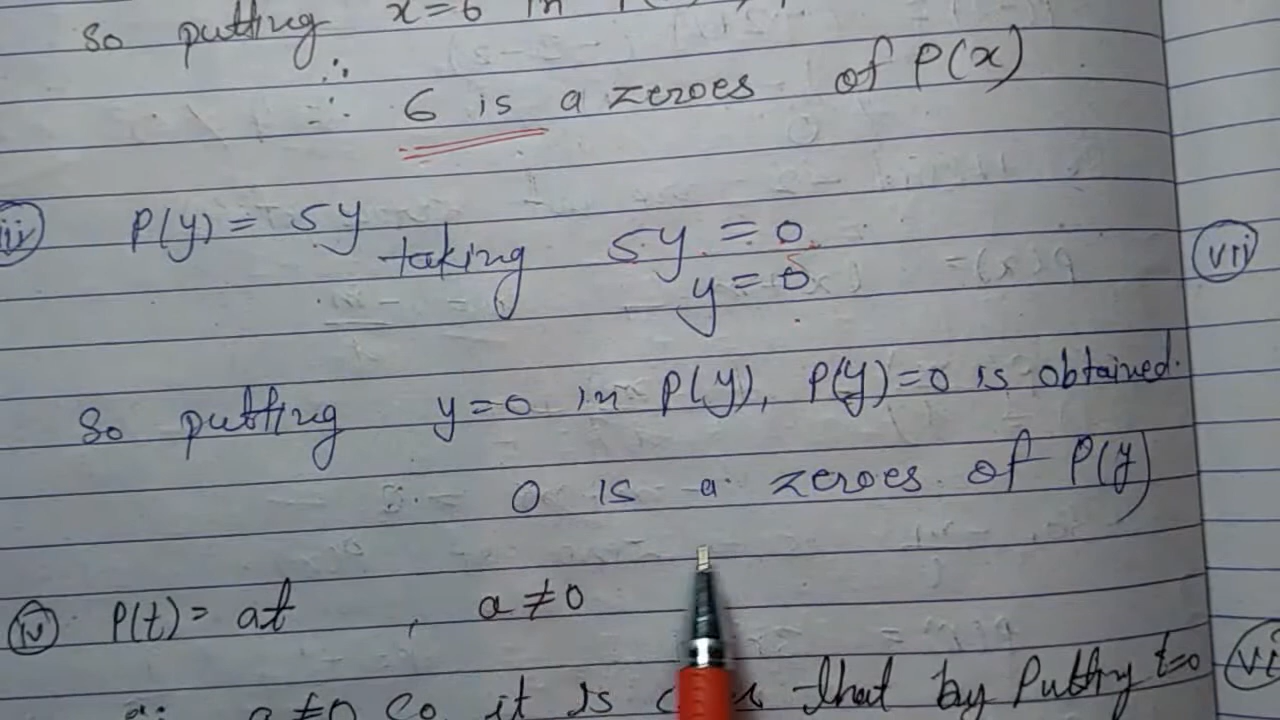 So putting x=6 in
∴
∴ 6 is a zeroes of P(x)
iii P(y) = 5y
taking 5y = 0
y = 0
vii
So putting y=0 in P(y), P(y)=0 is obtained.
0 is a zeroes of P(y)
iv P(t) = at , a ≠ 0
a≠0 So it is that by Putting t=0